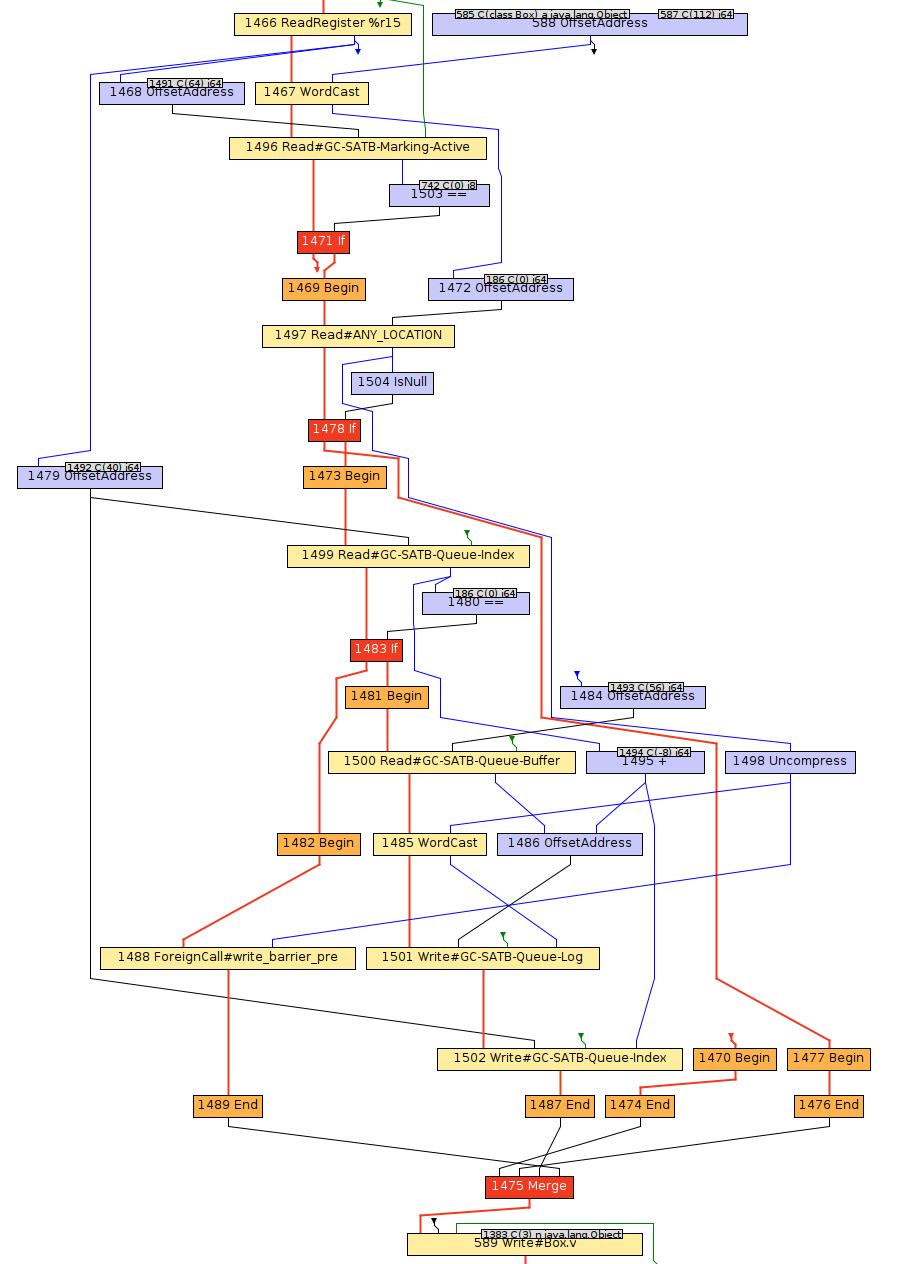 585 C(class Box) a java.lang.Object
587 C(112) i64
1466 ReadRegister %r15
588 OffsetAddress
1491 C(64) i64
1468 OffsetAddress
1467 WordCast
1496 Read#GC-SATB-Marking-Active
742 C(0) i8
1503 ==
1471 If
186 C(0) i64
1469 Begin
1472 OffsetAddress
1497 Read#ANY_LOCATION
1504 IsNull
1478 If
1492 C(40) i64
1479 OffsetAddress
1473 Begin
1499 Read#GC-SATB-Queue-Index
186 C(0) i64
1480 ==
1483 If
1493 C(56) i64
1481 Begin
1484 OffsetAddress
1494 C(-8) i64
1500 Read#GC-SATB-Queue-Buffer
1495 +
1498 Uncompress
1482 Begin
1485 WordCast
1486 OffsetAddress
1488 ForeignCall#write_barrier_pre
1501 Write#GC-SATB-Queue-Log
1502 Write#GC-SATB-Queue-Index
1470 Begin
1477 Begin
1489 End
1487 End
1474 End
1476 End
1475 Merge
1383 C(3) n java.lang.Object
589 Write#Box.v